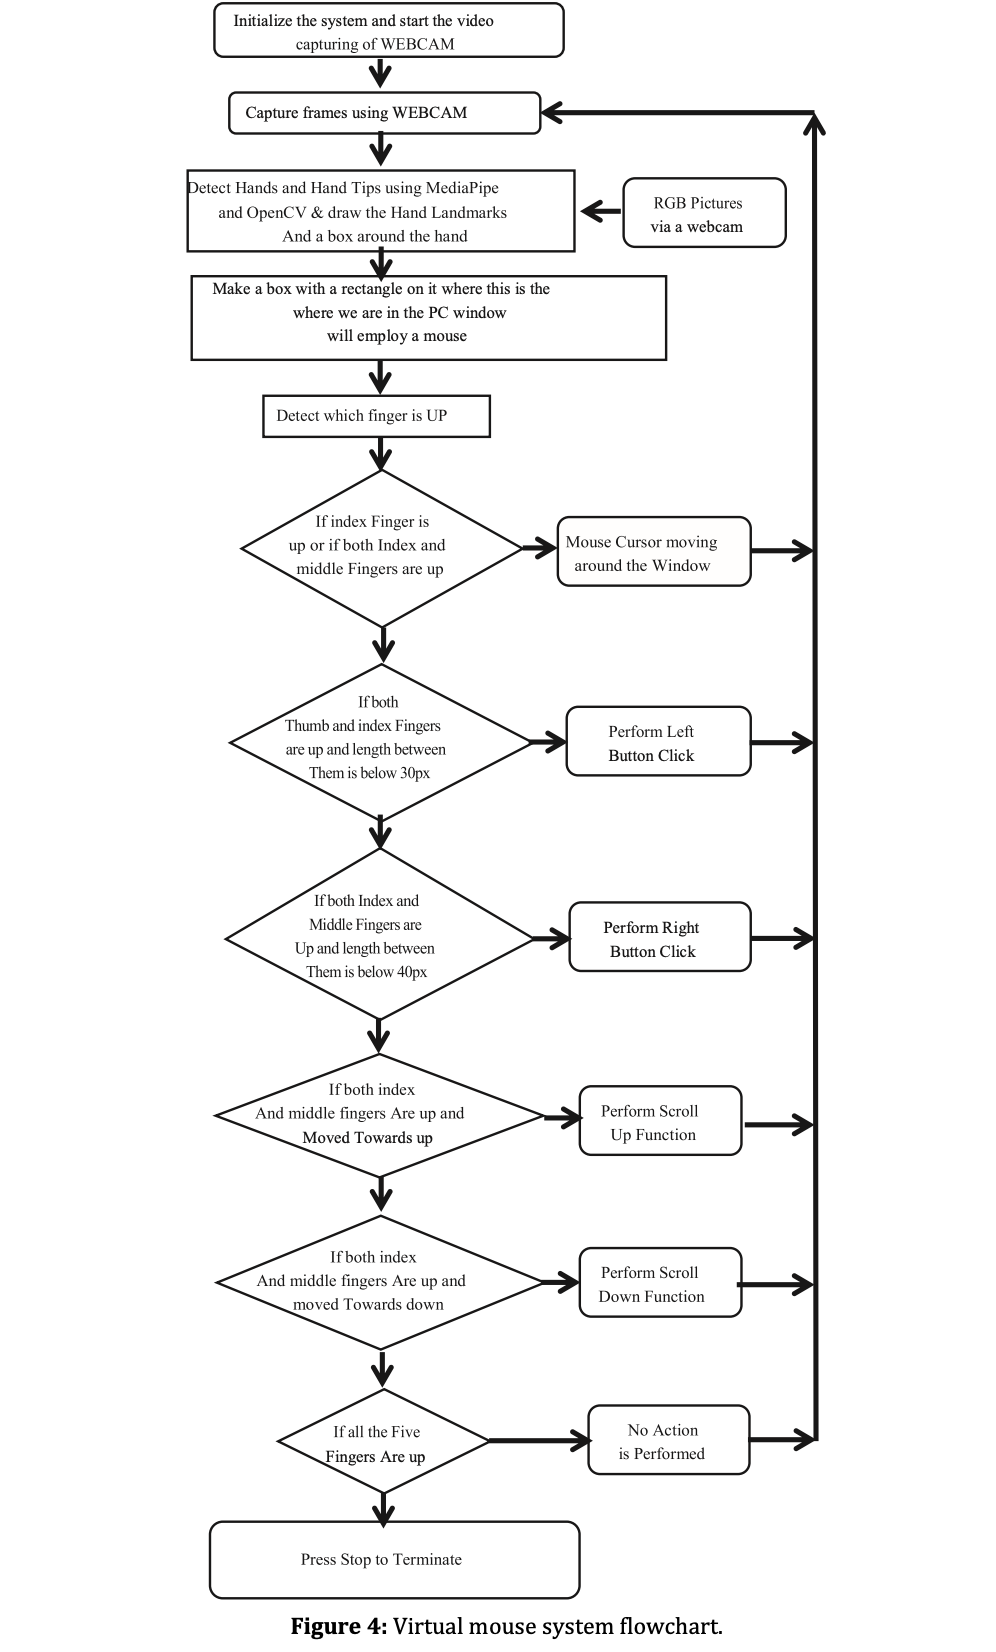 Initialize the system and start the video
capturing of WEBCAM
Capture frames using WEBCAM
Detect Hands and Hand Tips using MediaPipe
and OpenCV & draw the Hand Landmarks
And a box around the hand
RGB Pictures
via a webcam
Make a box with a rectangle on it where this is the
where we are in the PC window
will employ a mouse
Detect which finger is UP
If index Finger is
up or if both Index and
middle Fingers are up
Mouse Cursor moving
around the Window
If both
Thumb and index Fingers
are up and length between
Them is below 30px
Perform Left
Button Click
If both Index and
Middle Fingers are
Up and length between
Them is below 40px
Perform Right
Button Click
If both index
And middle fingers Are up and
Moved Towards up
Perform Scroll
Up Function
If both index
And middle fingers Are up and
moved Towards down
Perform Scroll
Down Function
If all the Five
Fingers Are up
No Action
is Performed
Press Stop to Terminate
Figure 4: Virtual mouse system flowchart.